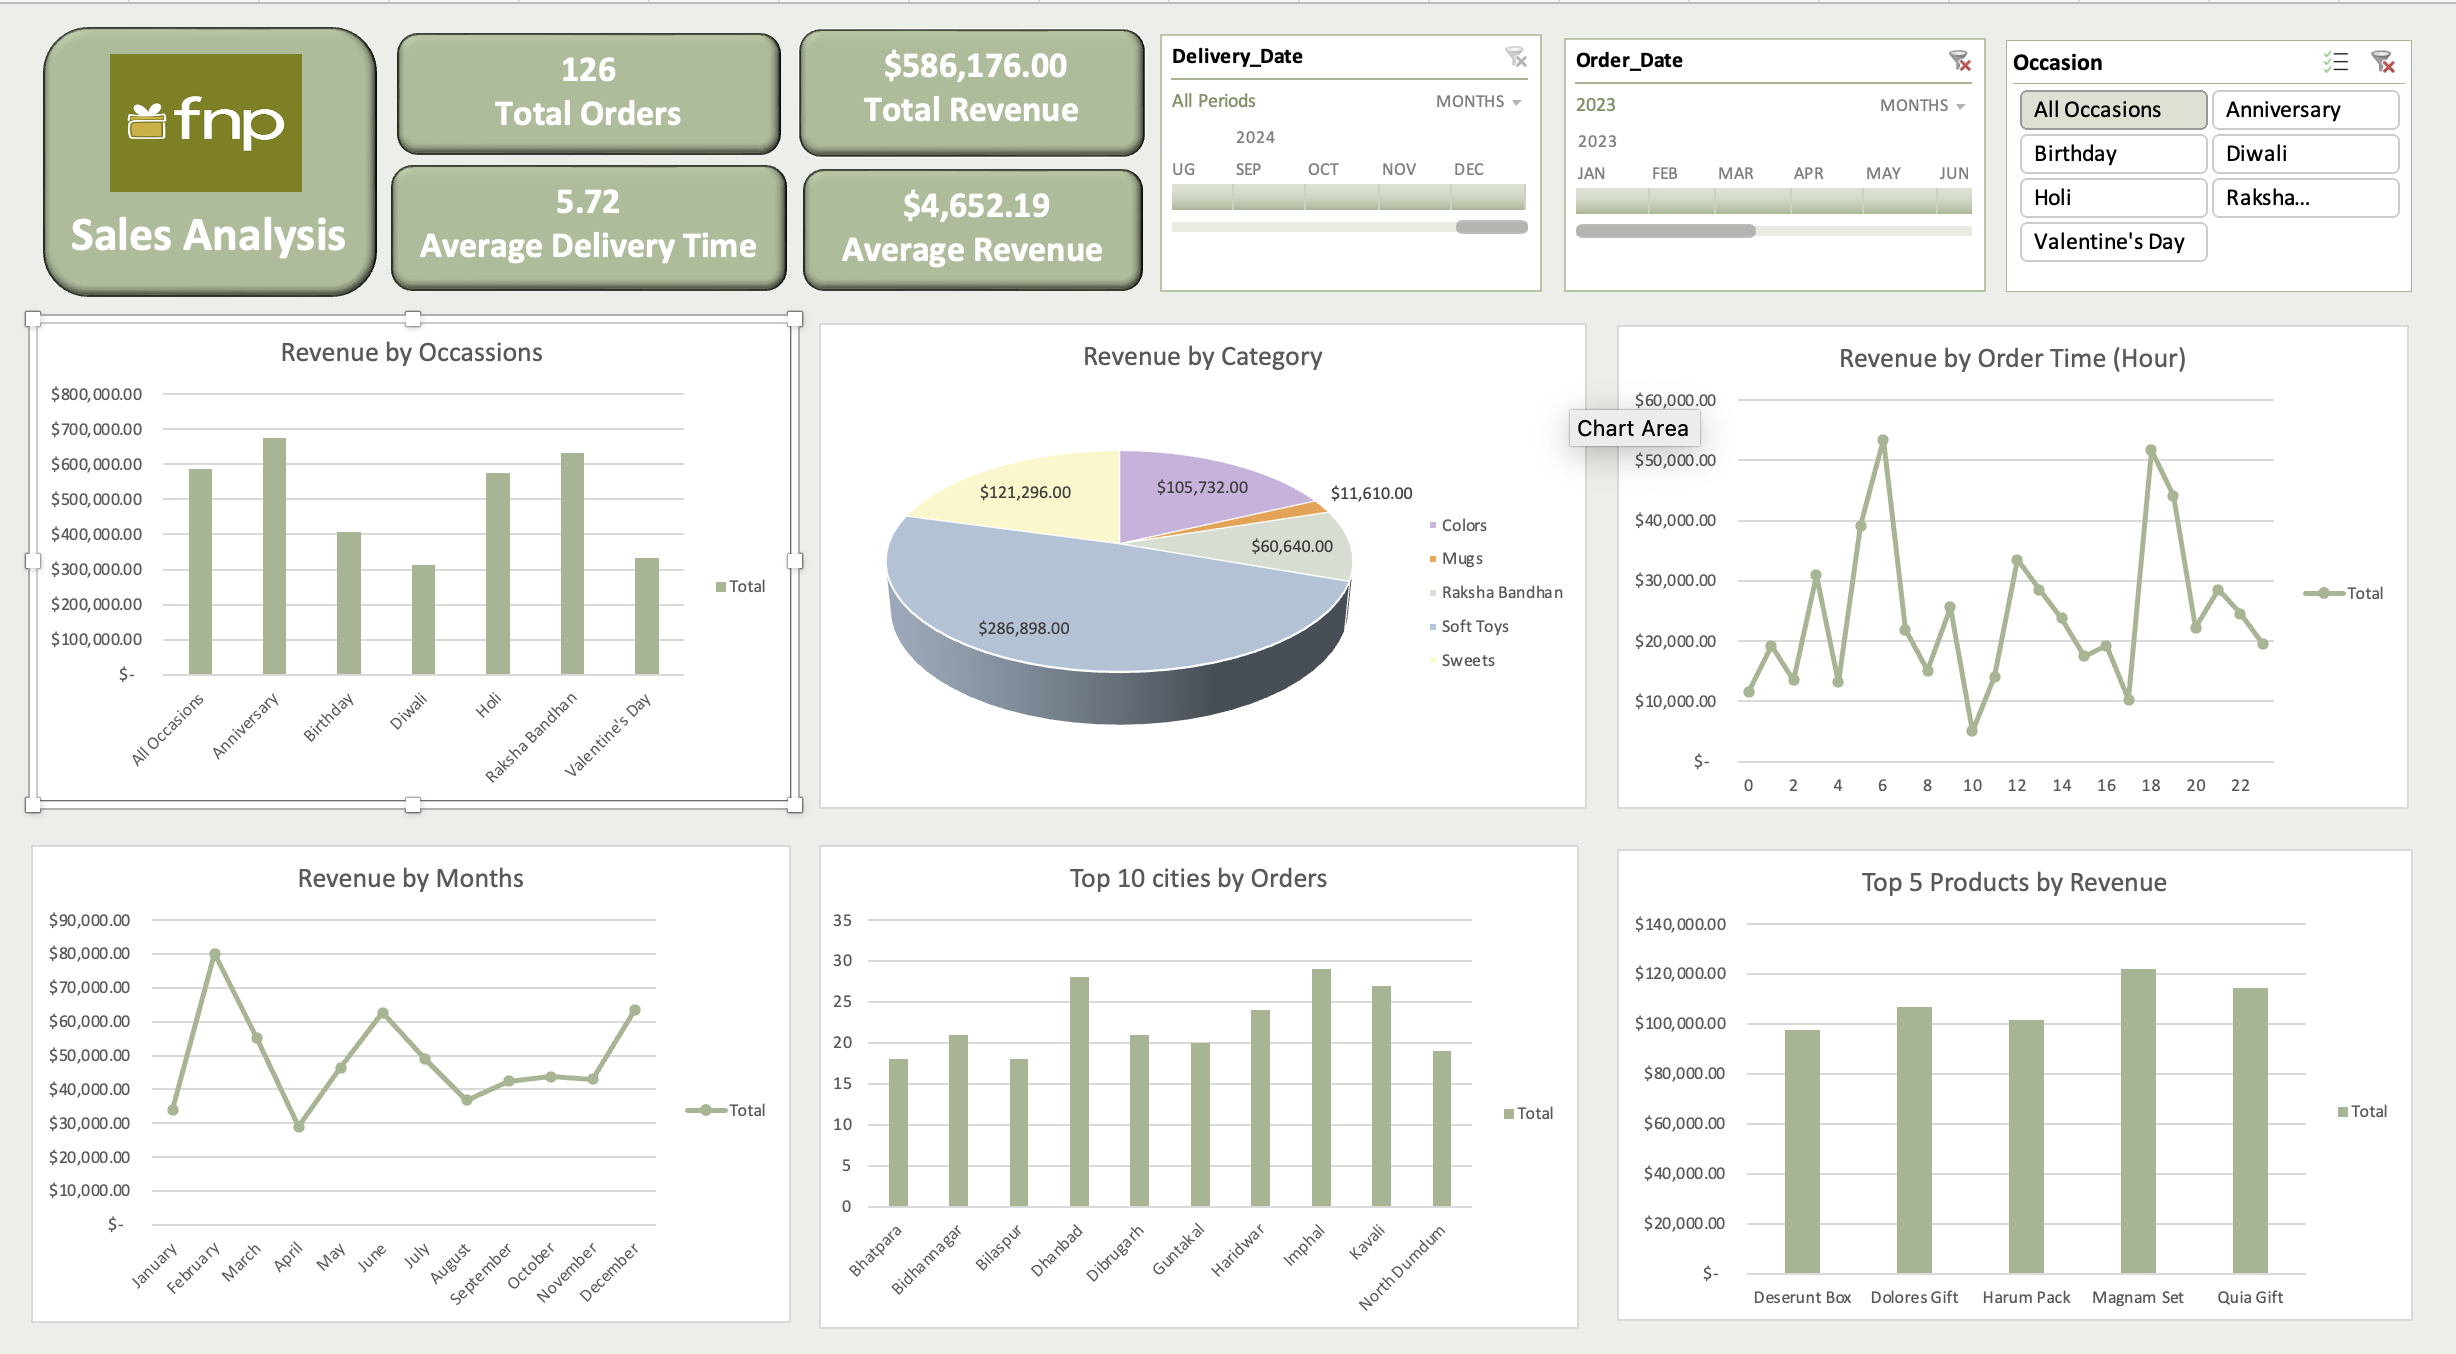 fnp
Sales Analysis
126
Total Orders
$586,176.00
Total Revenue
5.72
Average Delivery Time
$4,652.19
Average Revenue
Delivery_Date
All Periods
MONTHS
2024
UG SEP OCT NOV DEC
Order_Date
2023
MONTHS
2023
JAN FEB MAR APR MAY JUN
Occasion
All Occasions
Anniversary
Birthday
Diwali
Holi
Raksha...
Valentine's Day
Revenue by Occassions
$800,000.00
$700,000.00
$600,000.00
$500,000.00
$400,000.00
$300,000.00
$200,000.00
$100,000.00
$-
All Occasions
Anniversary
Birthday
Diwali
Holi
Raksha Bandhan
Valentine's Day
Total
Revenue by Category
$121,296.00
$105,732.00
$11,610.00
$60,640.00
$286,898.00
Colors
Mugs
Raksha Bandhan
Soft Toys
Sweets
Revenue by Order Time (Hour)
Chart Area
$60,000.00
$50,000.00
$40,000.00
$30,000.00
$20,000.00
$10,000.00
$-
0 2 4 6 8 10 12 14 16 18 20 22
Total
Revenue by Months
$90,000.00
$80,000.00
$70,000.00
$60,000.00
$50,000.00
$40,000.00
$30,000.00
$20,000.00
$10,000.00
$-
January
February
March
April
May
June
July
August
September
October
November
December
Total
Top 10 cities by Orders
35
30
25
20
15
10
5
0
Bhatpara
Bidhannagar
Bilaspur
Dhanbad
Dibrugarh
Guntakal
Haridwar
Imphal
Kavali
North Dumdum
Total
Top 5 Products by Revenue
$140,000.00
$120,000.00
$100,000.00
$80,000.00
$60,000.00
$40,000.00
$20,000.00
$-
Deserunt Box
Dolores Gift
Harum Pack
Magnam Set
Quia Gift
Total